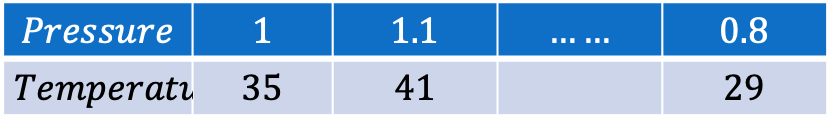 Pressure 1 1.1 ... ... 0.8
Temperatu 35 41 29